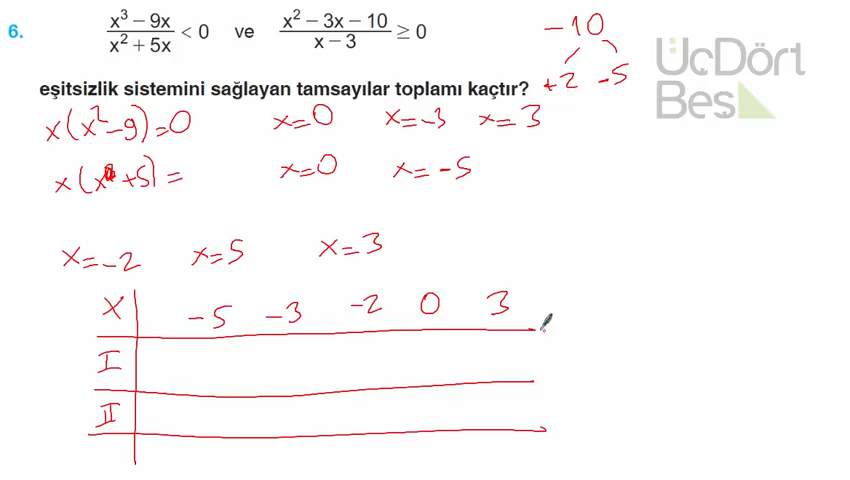 6. x³ − 9x / x² + 5x < 0 ve x² − 3x − 10 / x − 3 ≥ 0
eşitsizlik sistemini sağlayan tamsayılar toplamı kaçtır?
−10
+2 −5
ÜçDört
Beş
x(x²−9)=0 x=0 x=−3 x=3
x(x+5)= x=0 x=−5
x=−2 x=5 x=3
X −5 −3 −2 0 3
I
II